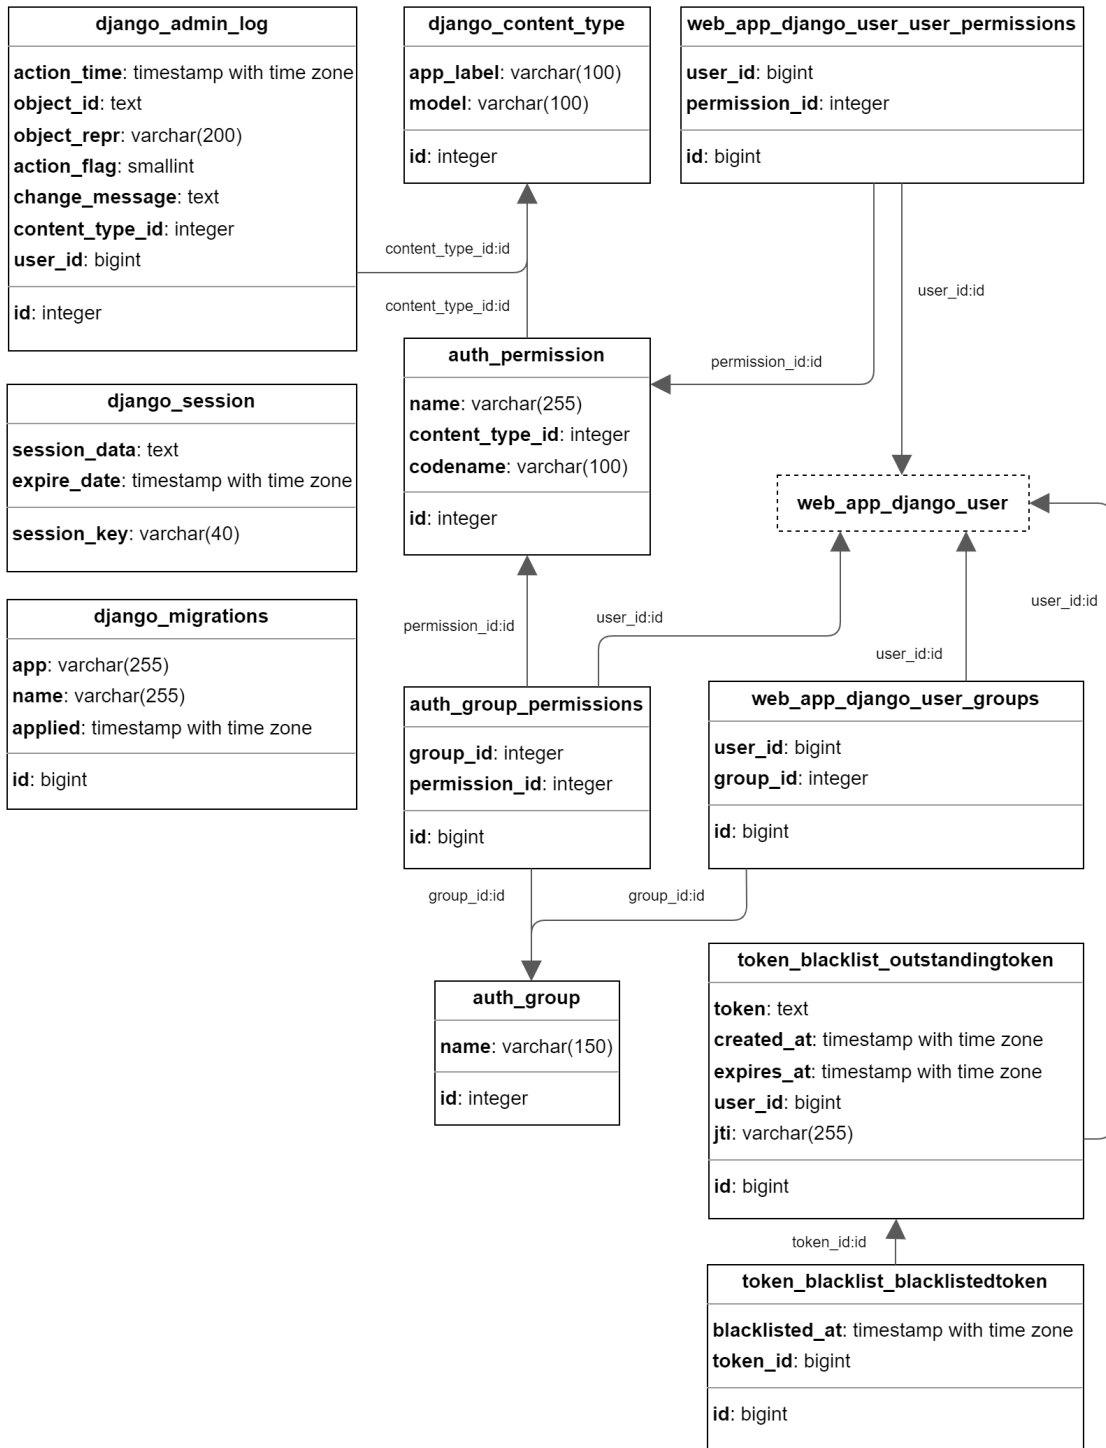 django_admin_log
action_time: timestamp with time zone
object_id: text
object_repr: varchar(200)
action_flag: smallint
change_message: text
content_type_id: integer
user_id: bigint
id: integer
django_content_type
app_label: varchar(100)
model: varchar(100)
id: integer
web_app_django_user_user_permissions
user_id: bigint
permission_id: integer
id: bigint
content_type_id:id
content_type_id:id
user_id:id
permission_id:id
auth_permission
name: varchar(255)
content_type_id: integer
codename: varchar(100)
id: integer
django_session
session_data: text
expire_date: timestamp with time zone
session_key: varchar(40)
web_app_django_user
django_migrations
app: varchar(255)
name: varchar(255)
applied: timestamp with time zone
id: bigint
permission_id:id
user_id:id
user_id:id
user_id:id
auth_group_permissions
group_id: integer
permission_id: integer
id: bigint
web_app_django_user_groups
user_id: bigint
group_id: integer
id: bigint
group_id:id
group_id:id
auth_group
name: varchar(150)
id: integer
token_blacklist_outstandingtoken
token: text
created_at: timestamp with time zone
expires_at: timestamp with time zone
user_id: bigint
jti: varchar(255)
id: bigint
token_id:id
token_blacklist_blacklistedtoken
blacklisted_at: timestamp with time zone
token_id: bigint
id: bigint